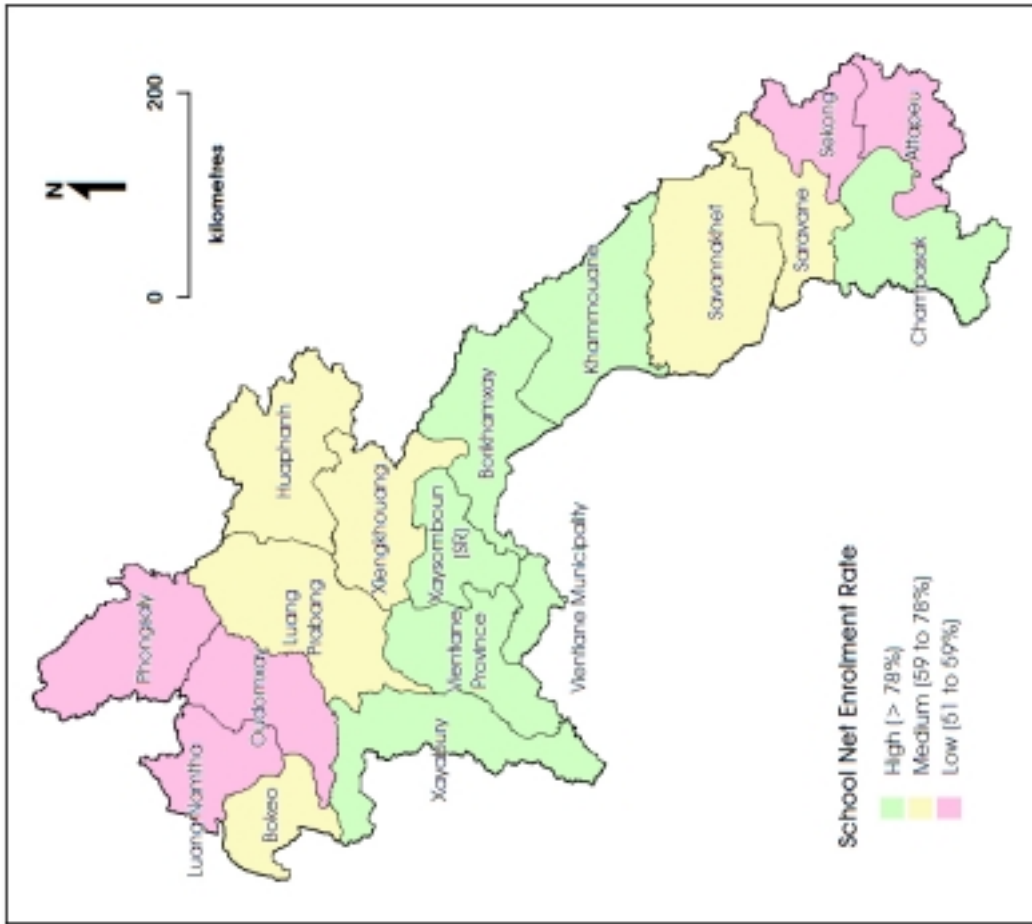 N
0
200
kilometres
Phongsaly
Luang Namtha
Oudomxay
Bokeo
Luang
Prabang
Huaphanh
Xiengkhouang
Xayabury
Vientiane
Province
Xaysomboun
(SR)
Vientiane Municipality
Borikhamxay
Khammouane
Savannakhet
Saravane
Sekong
Champasak
Attapeu
School Net Enrolment Rate
High (> 78%)
Medium (59 to 78%)
Low (51 to 59%)